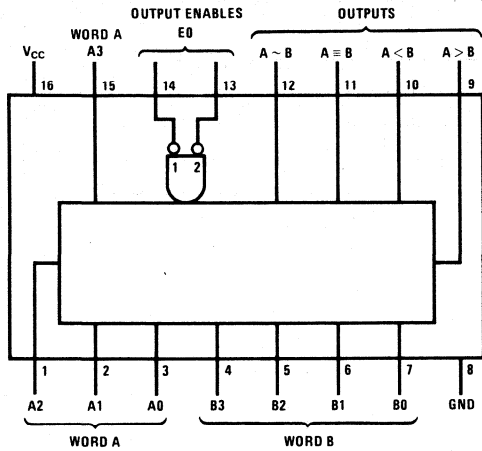 OUTPUT ENABLES OUTPUTS
WORD A E0
VCC A3 A ~ B A ≡ B A < B A > B
16 15 14 13 12 11 10 9
1 2
1 2 3 4 5 6 7 8
A2 A1 A0 B3 B2 B1 B0 GND
WORD A WORD B